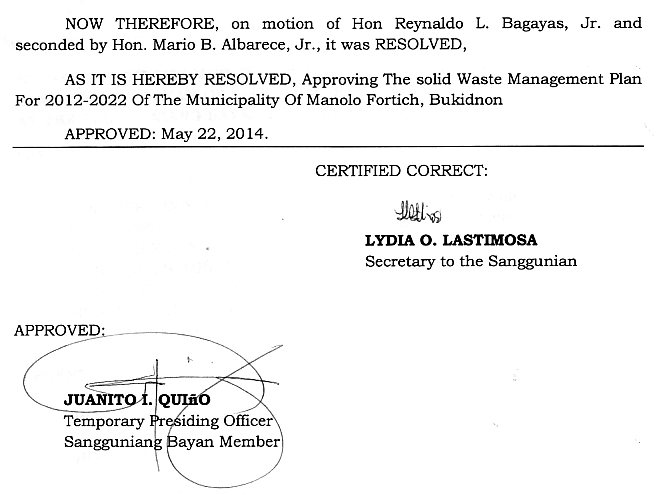 NOW THEREFORE, on motion of Hon Reynaldo L. Bagayas, Jr. and
seconded by Hon. Mario B. Albarece, Jr., it was RESOLVED,
AS IT IS HEREBY RESOLVED, Approving The solid Waste Management Plan
For 2012-2022 Of The Municipality Of Manolo Fortich, Bukidnon
APPROVED: May 22, 2014.
CERTIFIED CORRECT:
LYDIA O. LASTIMOSA
Secretary to the Sanggunian
APPROVED:
JUANITO I. QUIñO
Temporary Presiding Officer
Sangguniang Bayan Member